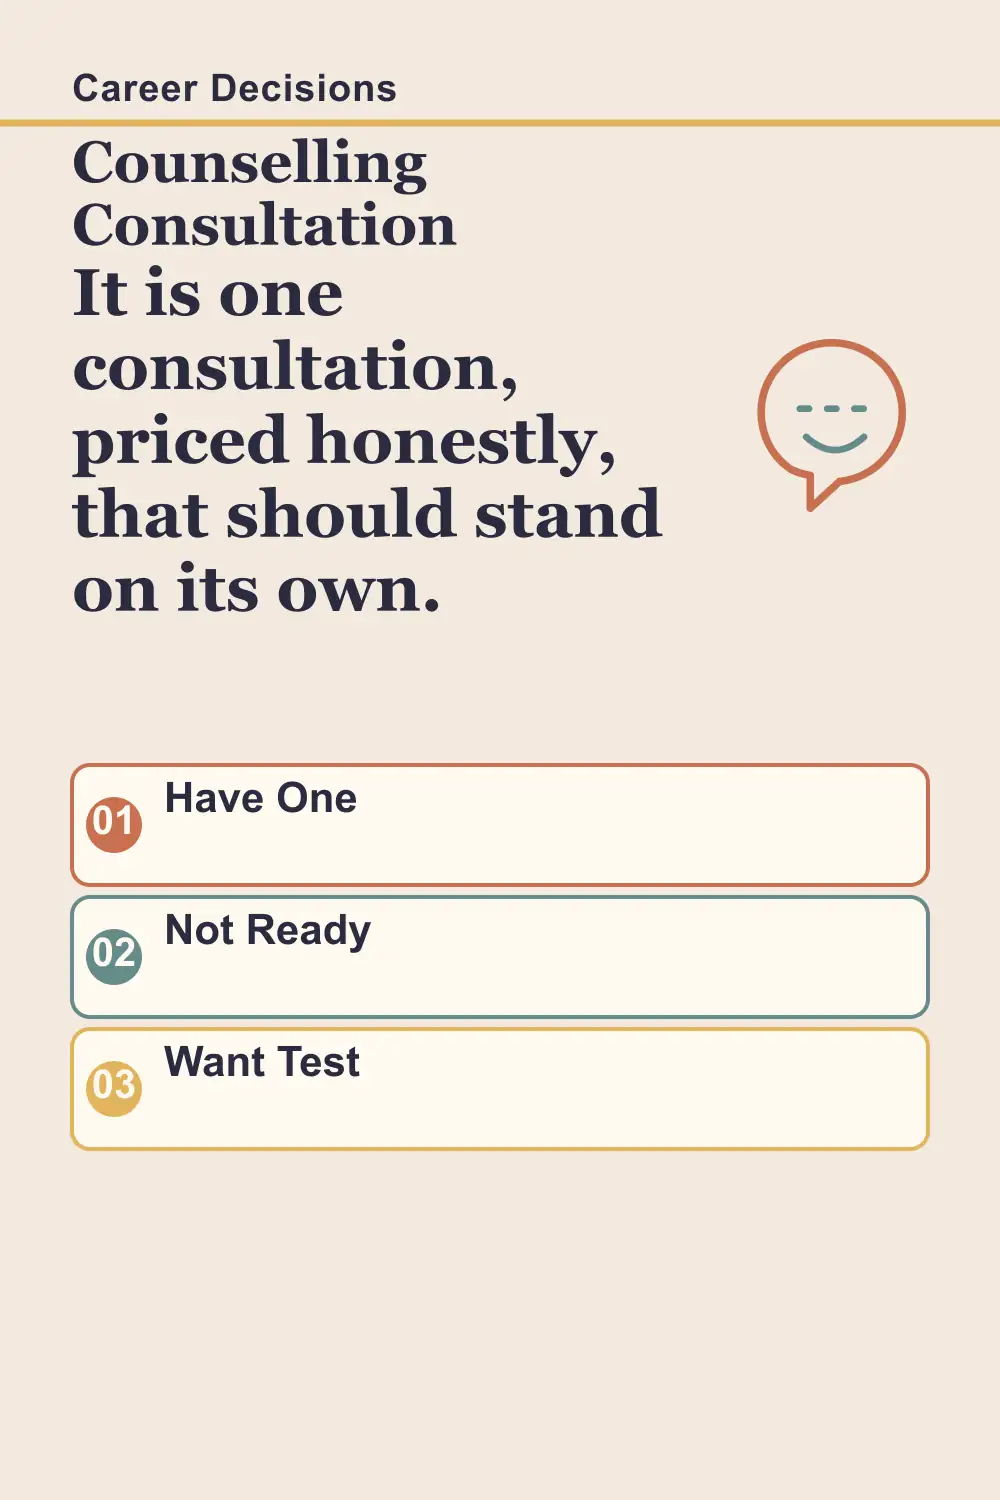 Career Decisions
Counselling
Consultation
It is one
consultation,
priced honestly,
that should stand
on its own.
01 Have One
02 Not Ready
03 Want Test